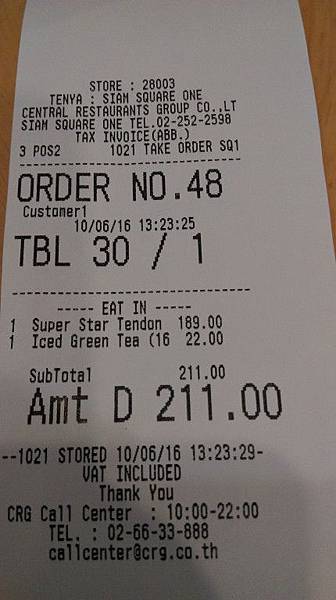 STORE : 28003
TENYA : SIAM SQUARE ONE
CENTRAL RESTAURANTS GROUP CO.,LT
SIAM SQUARE ONE TEL.02-252-2598
TAX INVOICE(ABB.)
3 POS2 1021 TAKE ORDER SQ1
ORDER NO.48
Customer1
10/06/16 13:23:25
TBL 30 / 1
----- EAT IN -----
1 Super Star Tendon 189.00
1 Iced Green Tea (16 22.00
SubTotal 211.00
Amt D 211.00
--1021 STORED 10/06/16 13:23:29-
VAT INCLUDED
Thank You
CRG Call Center : 10:00-22:00
TEL. : 02-66-33-888
callcenter@crg.co.th